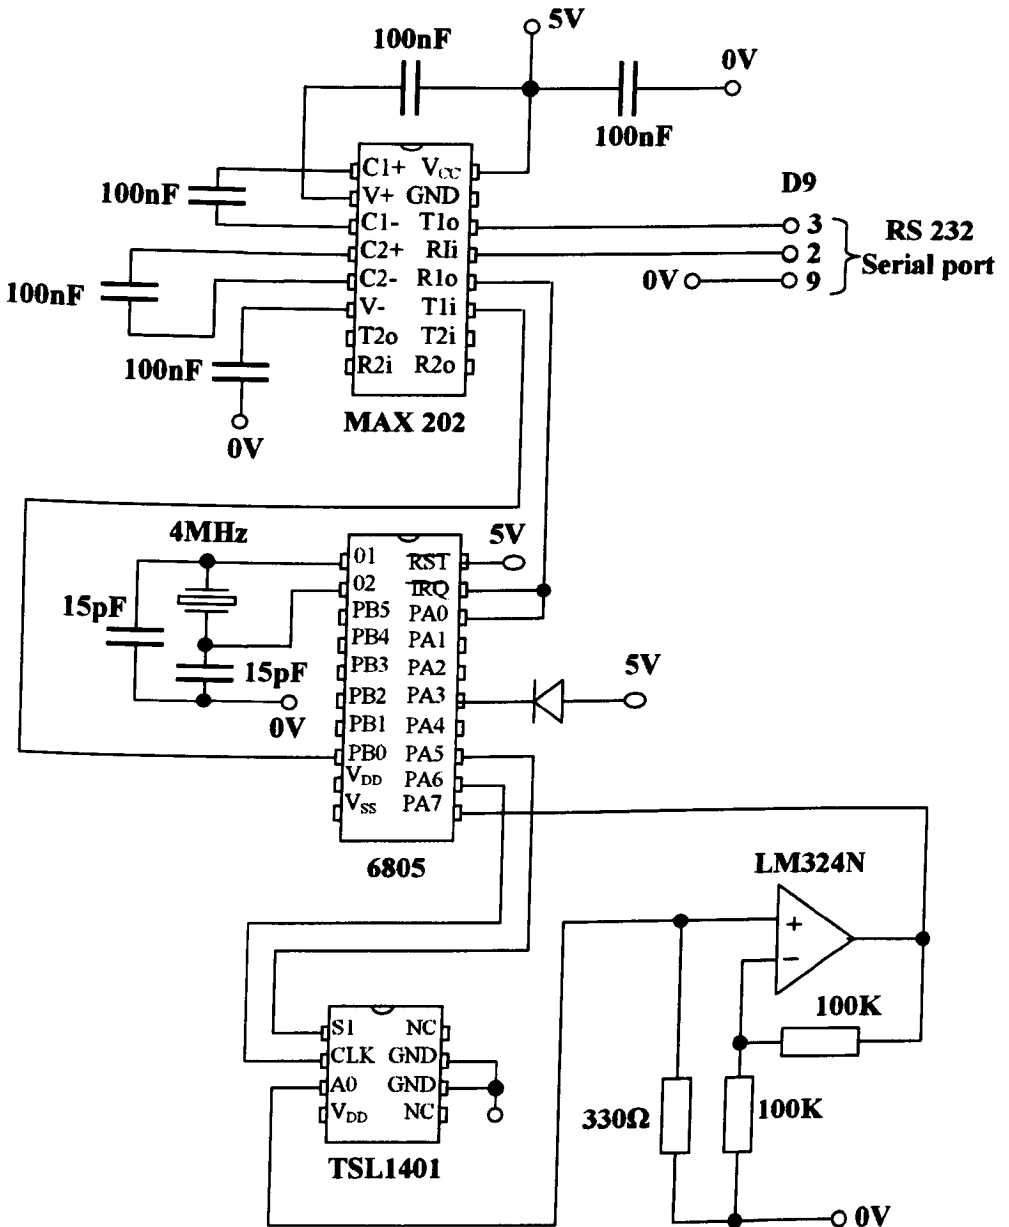 5V
100nF
0V
100nF
C1+ VCC
100nF
V+ GND
D9
C1- T1o
3
RS 232
C2+ RIi
2
Serial port
C2- R1o
0V
9
100nF
V- T1i
T2o T2i
100nF
R2i R2o
MAX 202
0V
4MHz
5V
01 RST
02 IRQ
15pF
PB5 PA0
PB4 PA1
15pF
PB3 PA2
5V
PB2 PA3
0V
PB1 PA4
PB0 PA5
VDD PA6
VSS PA7
6805
LM324N
+
−
100K
S1 NC
CLK GND
A0 GND
VDD NC
330Ω
100K
TSL1401
0V